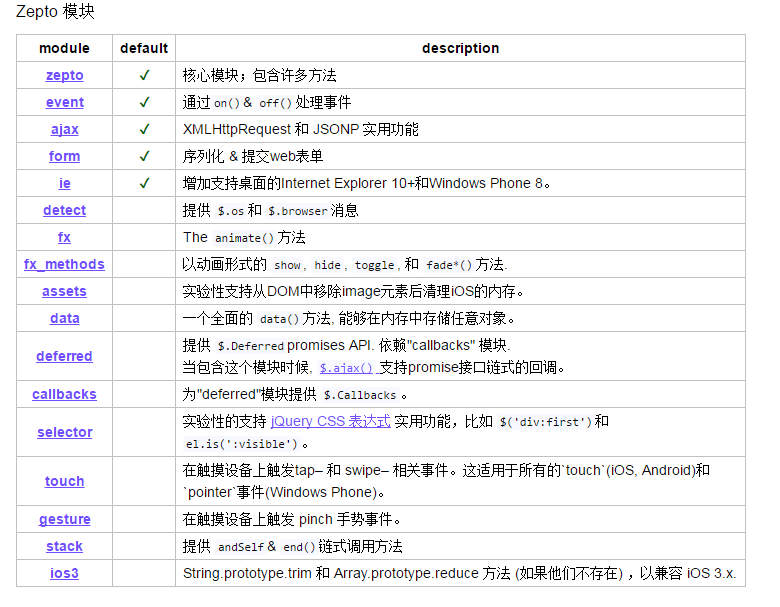 Zepto 模块
module default description
zepto ✓ 核心模块；包含许多方法
event ✓ 通过 on()& off() 处理事件
ajax ✓ XMLHttpRequest 和 JSONP 实用功能
form ✓ 序列化 & 提交web表单
ie ✓ 增加支持桌面的Internet Explorer 10+和Windows Phone 8。
detect 提供 $.os 和 $.browser 消息
fx The animate() 方法
fx_methods 以动画形式的 show, hide, toggle, 和 fade*() 方法.
assets 实验性支持从DOM中移除image元素后清理iOS的内存。
data 一个全面的 data() 方法, 能够在内存中存储任意对象。
deferred 提供 $.Deferred promises API. 依赖"callbacks" 模块.
当包含这个模块时候, $.ajax() 支持promise接口链式的回调。
callbacks 为"deferred"模块提供 $.Callbacks 。
selector 实验性的支持 jQuery CSS 表达式 实用功能，比如 $('div:first') 和
el.is(':visible') 。
touch 在触摸设备上触发tap– 和 swipe– 相关事件。这适用于所有的`touch`(iOS, Android)和
`pointer`事件(Windows Phone)。
gesture 在触摸设备上触发 pinch 手势事件。
stack 提供 andSelf & end() 链式调用方法
ios3 String.prototype.trim 和 Array.prototype.reduce 方法 (如果他们不存在) ，以兼容 iOS 3.x.